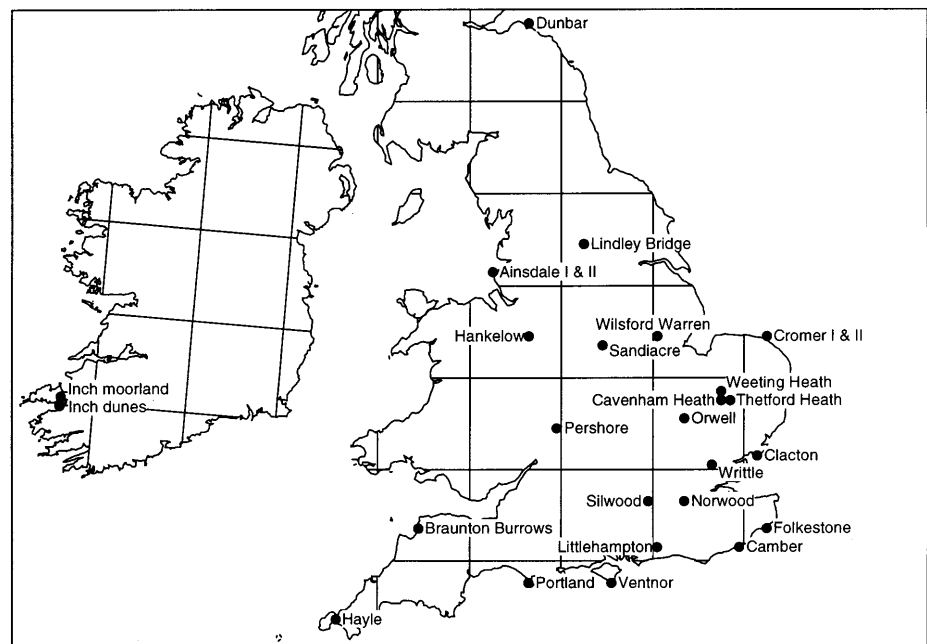 Dunbar
Lindley Bridge
Ainsdale I & II
Wilsford Warren
Hankelow
Cromer I & II
Sandiacre
Inch moorland
Weeting Heath
Cavenham Heath
Thetford Heath
Inch dunes
Orwell
Pershore
Clacton
Writtle
Silwood
Norwood
Braunton Burrows
Folkestone
Littlehampton
Camber
Portland
Ventnor
Hayle